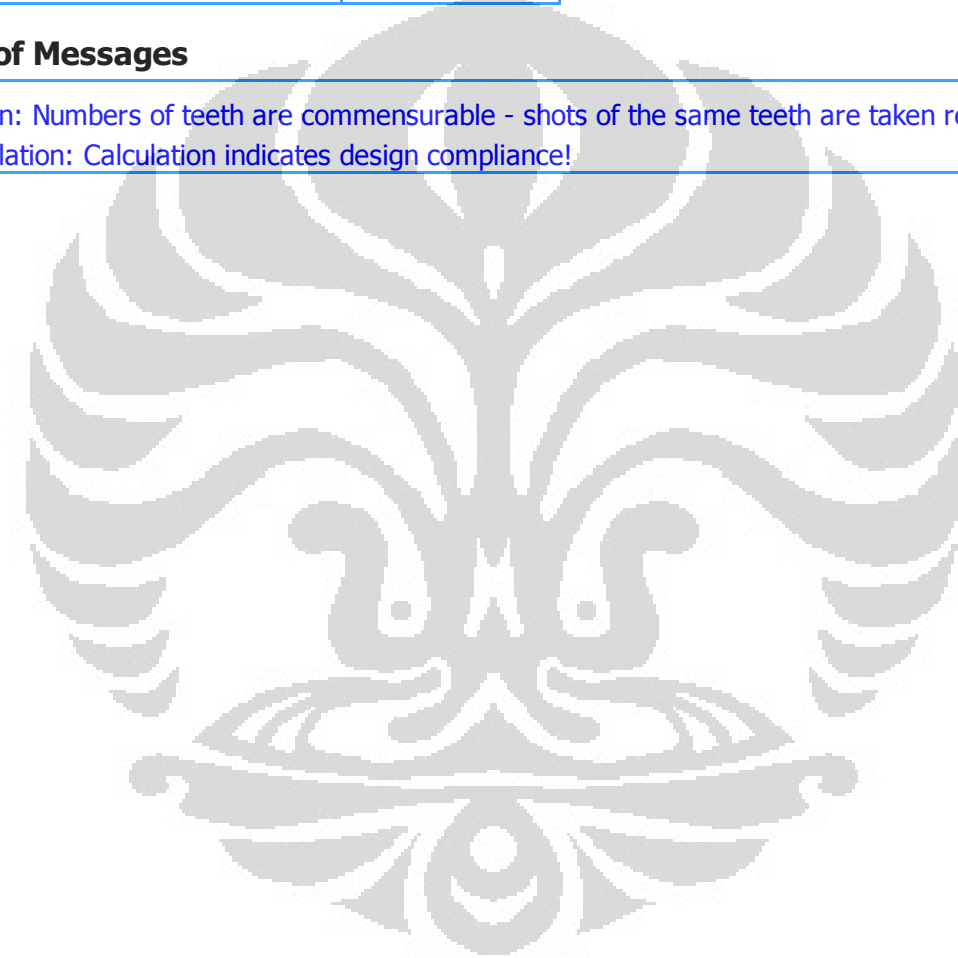 of Messages
n: Numbers of teeth are commensurable - shots of the same teeth are taken re
lation: Calculation indicates design compliance!